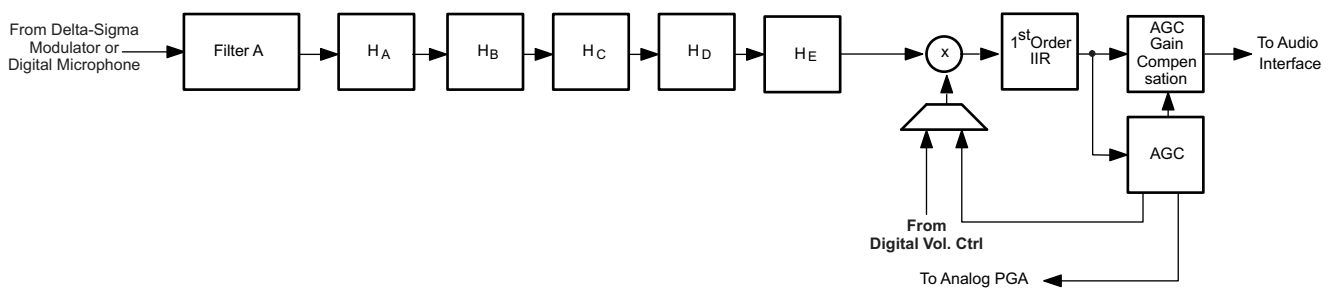 From Delta-Sigma
Modulator or
Digital Microphone
Filter A
HA
HB
HC
HD
HE
x
1stOrder
IIR
AGC
Gain
Compen
sation
To Audio
Interface
AGC
From
Digital Vol. Ctrl
To Analog PGA